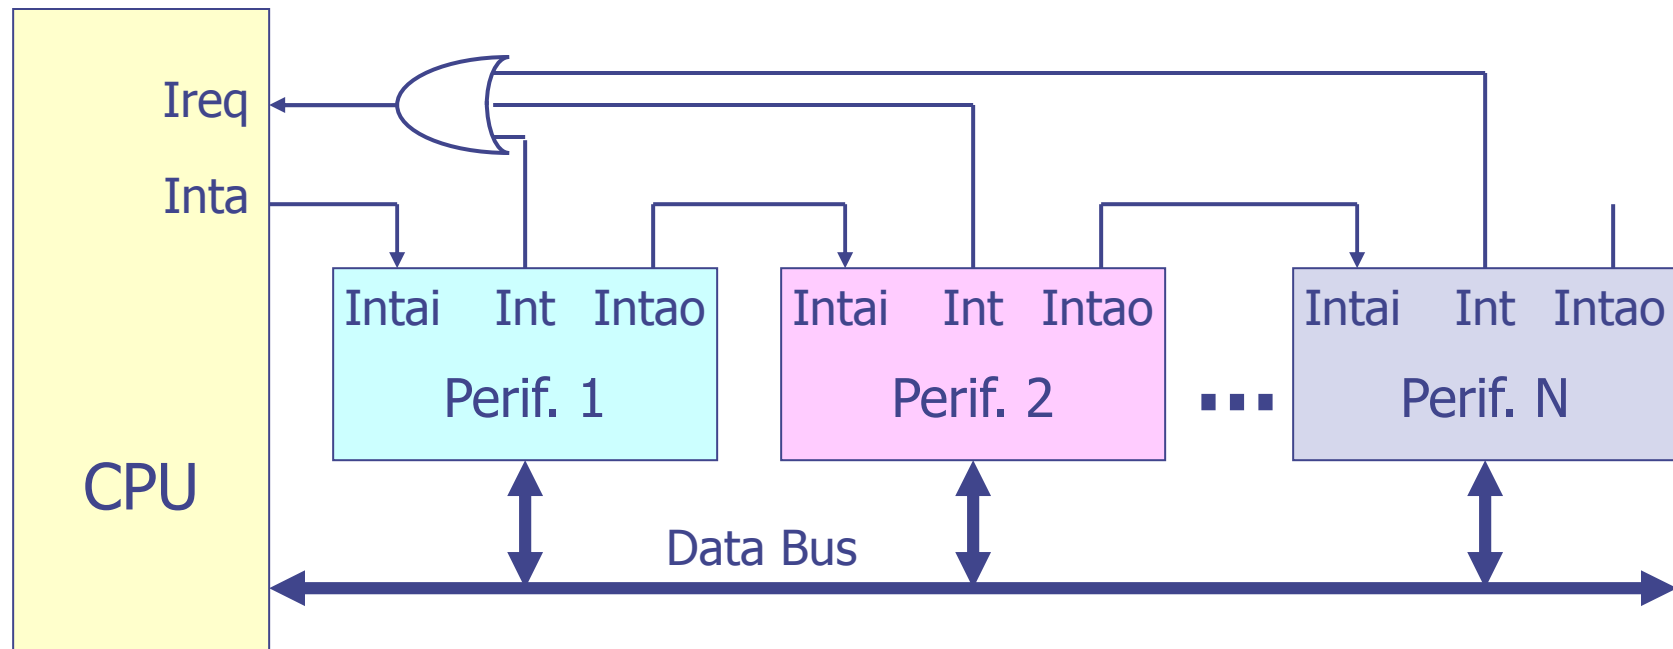 Ireq
Inta
Intai Int Intao
Intai Int Intao
Intai Int Intao
Perif. 1
Perif. 2
...
Perif. N
CPU
Data Bus